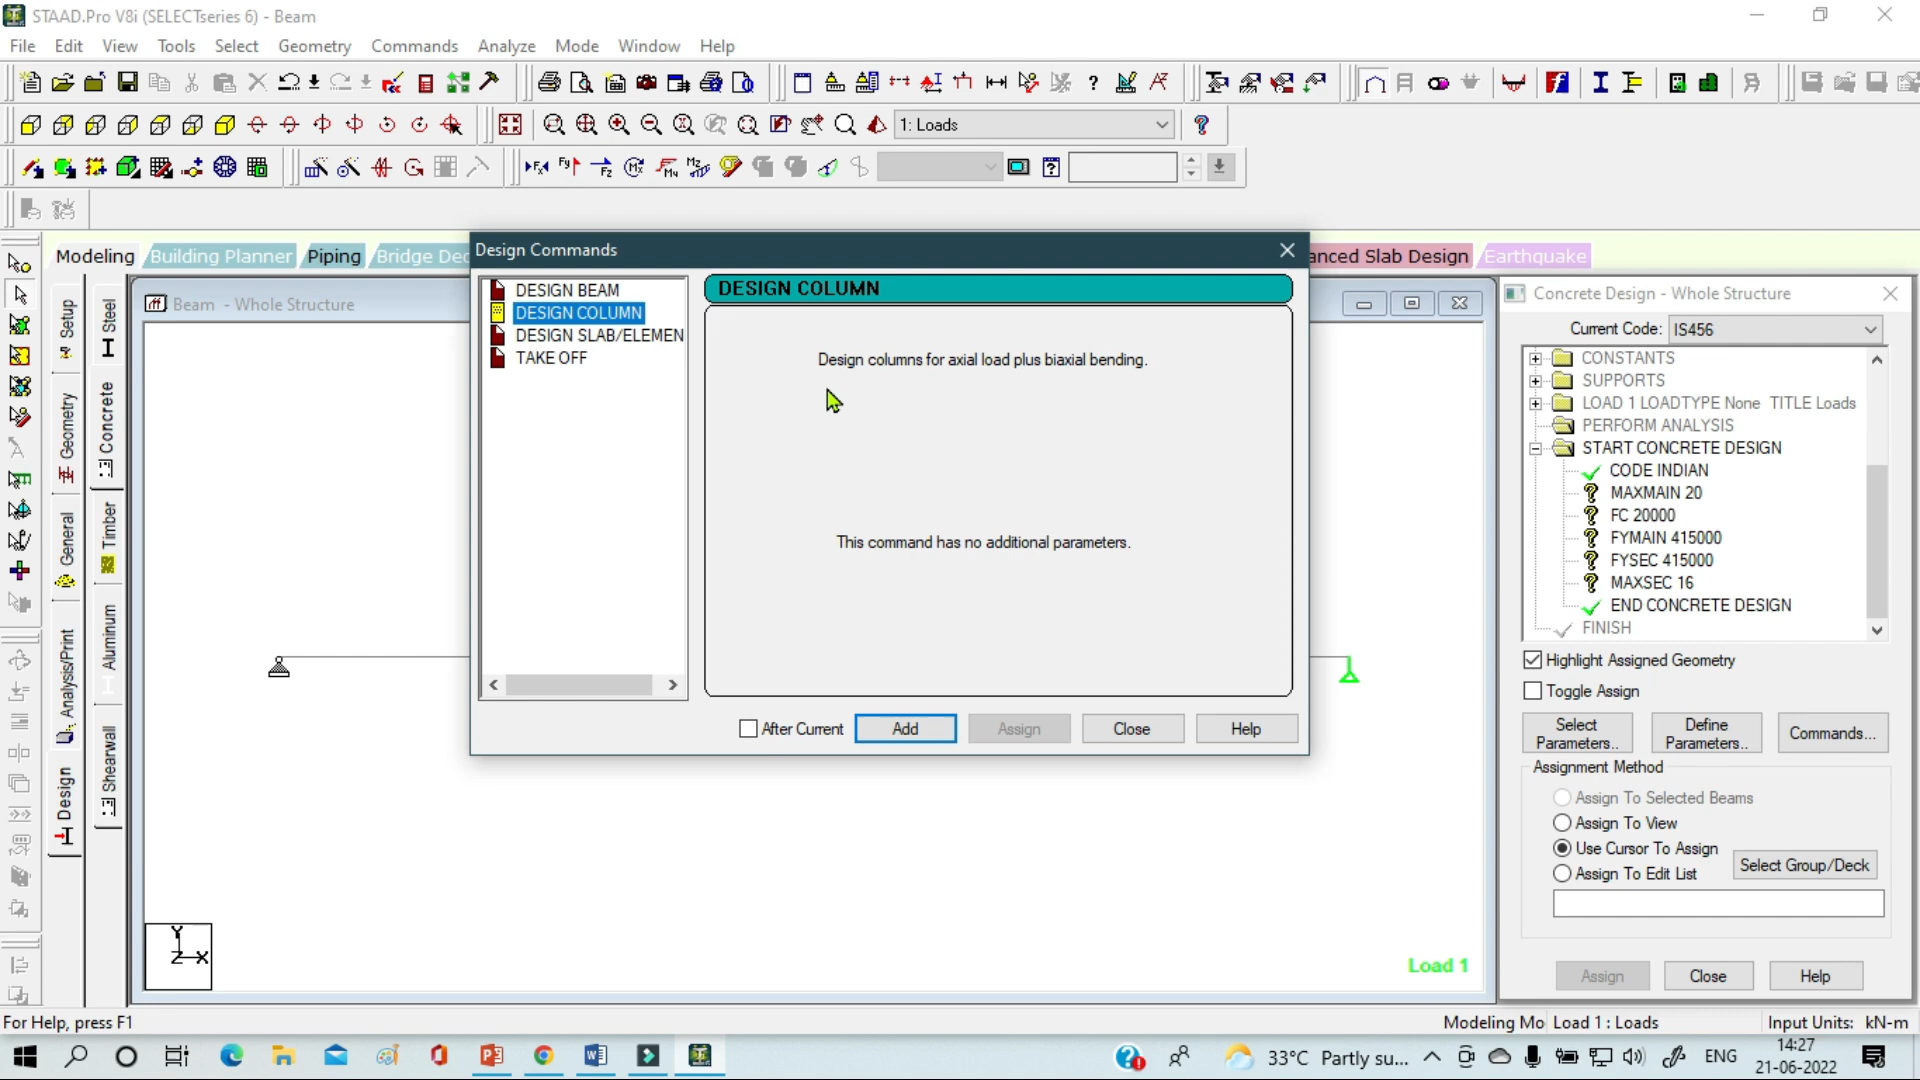 STAAD.Pro V8i (SELECTseries 6) - Beam
File Edit View Tools Select Geometry Commands Analyze Mode Window Help
1: Loads
Modeling Building Planner Piping Bridge Dec
anced Slab Design Earthquake
Design Commands
DESIGN BEAM
DESIGN COLUMN
DESIGN SLAB/ELEMEN
TAKE OFF
DESIGN COLUMN
Design columns for axial load plus biaxial bending.
This command has no additional parameters.
After Current Add Assign Close Help
Beam - Whole Structure
Setup
Geometry
General
Analysis/Print
Design
Steel
Concrete
Timber
Aluminum
Shearwall
Y
Z X
Load 1
Concrete Design - Whole Structure
Current Code: IS456
CONSTANTS
SUPPORTS
LOAD 1 LOADTYPE None TITLE Loads
PERFORM ANALYSIS
START CONCRETE DESIGN
CODE INDIAN
MAXMAIN 20
FC 20000
FYMAIN 415000
FYSEC 415000
MAXSEC 16
END CONCRETE DESIGN
FINISH
Highlight Assigned Geometry
Toggle Assign
Select Parameters..
Define Parameters..
Commands...
Assignment Method
Assign To Selected Beams
Assign To View
Use Cursor To Assign
Assign To Edit List
Select Group/Deck
Assign Close Help
For Help, press F1
Modeling Mo Load 1 : Loads Input Units: kN-m
33°C Partly su... ENG
14:27
21-06-2022